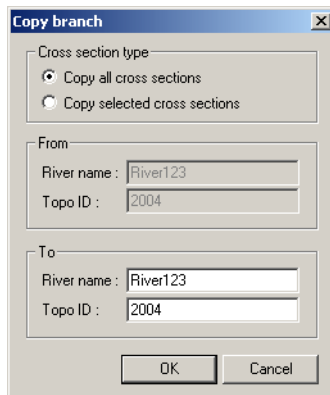 Copy branch
Cross section type
Copy all cross sections
Copy selected cross sections
From
River name : River123
Topo ID : 2004
To
River name : River123
Topo ID : 2004
OK Cancel